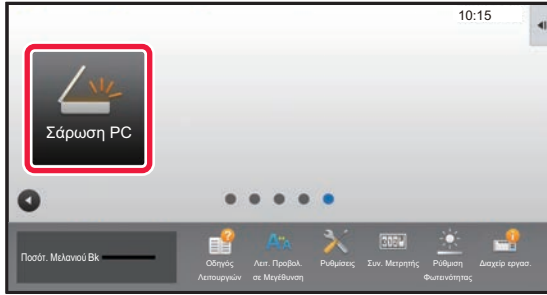 10:15
Σάρωση PC
Ποσότ. Μελανιού Bk
Οδηγός
Λειτουργιών
Λειτ. Προβολ.
σε Μεγέθυνση
Ρυθμίσεις
Συν. Μετρητής
Ρύθμιση
Φωτεινότητας
Διαχείρ εργασ.